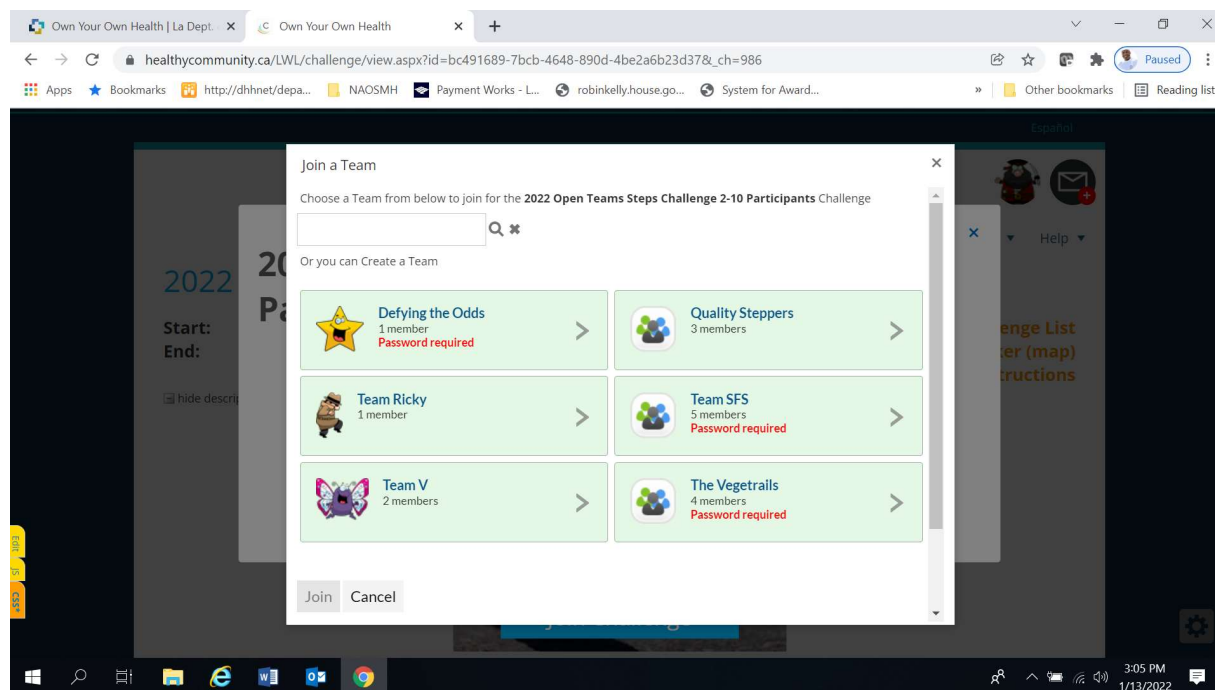 Own Your Own Health | La Dept.
Own Your Own Health
healthycommunity.ca/LWL/challenge/view.aspx?id=bc491689-7bcb-4648-890d-4be2a6b23d37&_ch=986
Paused
Apps Bookmarks http://dhhnet/depa... NAOSMH Payment Works - L... robinkelly.house.go... System for Award... » Other bookmarks Reading list
Español
Join a Team
Choose a Team from below to join for the 2022 Open Teams Steps Challenge 2-10 Participants Challenge
Or you can Create a Team
Help
2022
20
Pa
Start:
End:
hide descrip
enge List
ter (map)
tructions
Defying the Odds
1 member
Password required
Quality Steppers
3 members
Team Ricky
1 member
Team SFS
5 members
Password required
Team V
2 members
The Vegetrails
4 members
Password required
Edit
JS
CSS*
Join Cancel
3:05 PM
1/13/2022